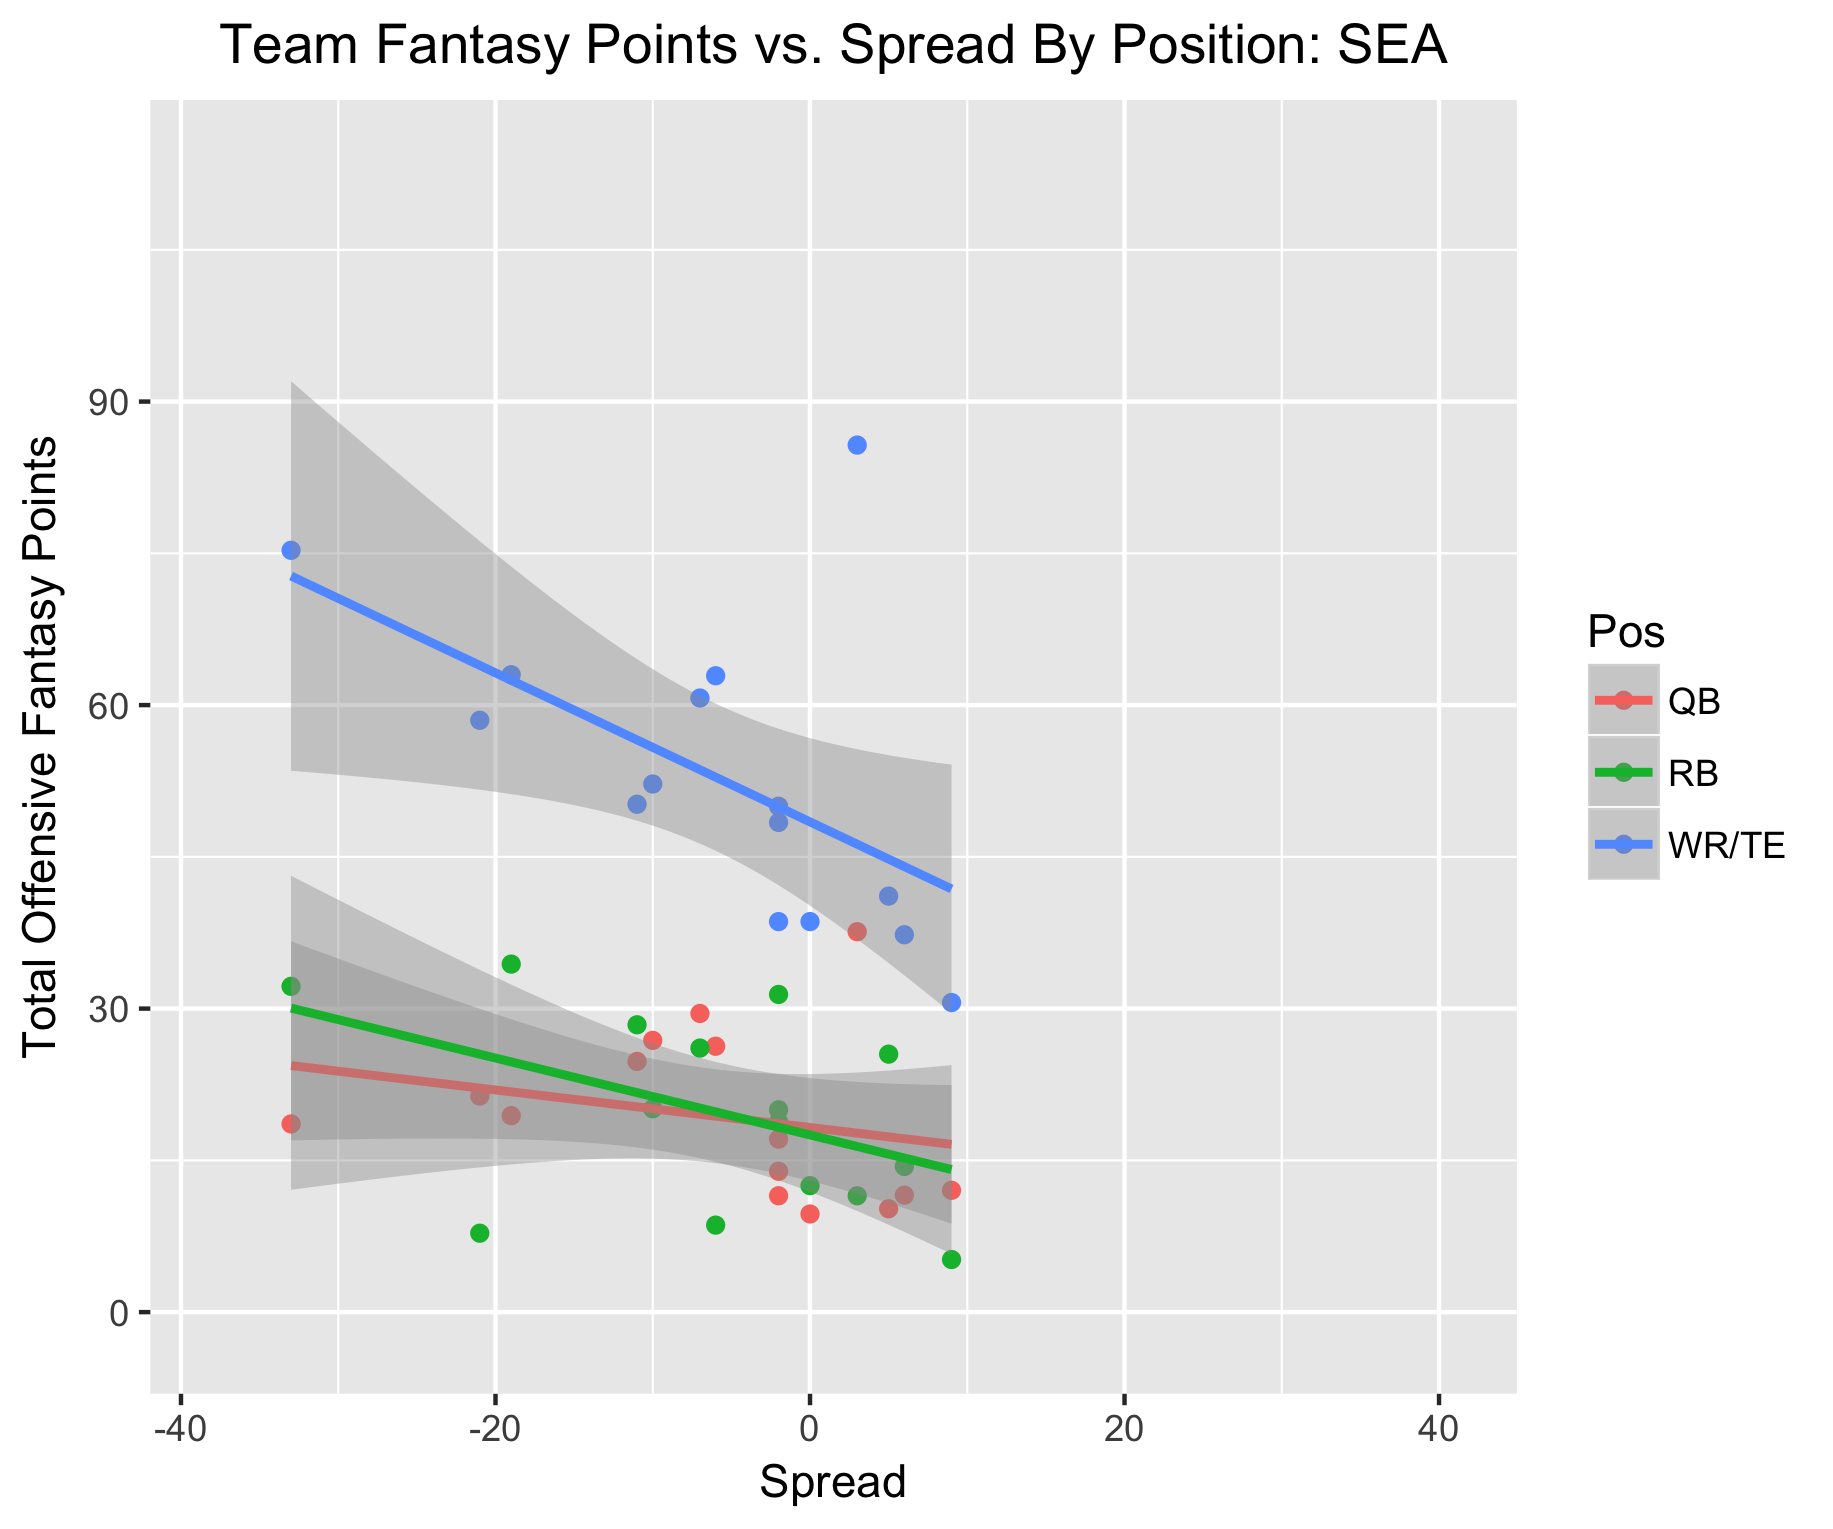 Team Fantasy Points vs. Spread By Position: SEA
Total Offensive Fantasy Points
90
60
30
0
-40
-20
0
20
40
Spread
Pos
QB
RB
WR/TE